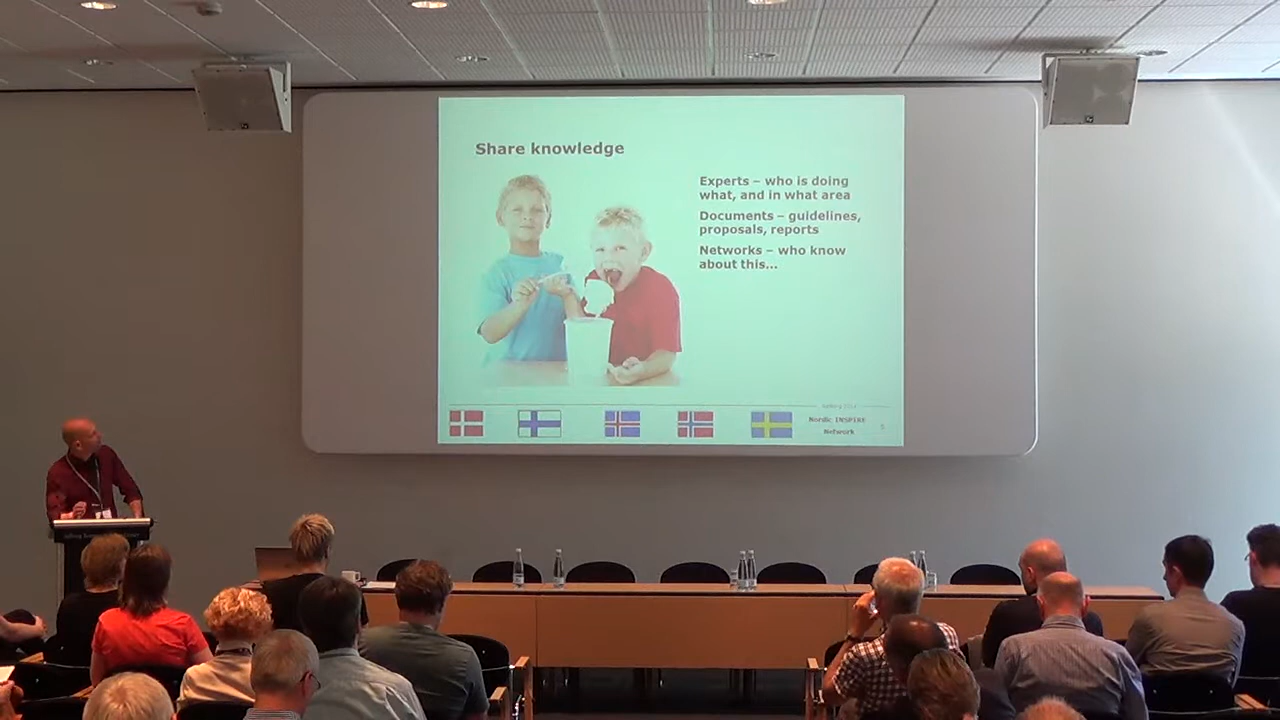 Share knowledge
Experts – who is doing
what, and in what area
Documents – guidelines,
proposals, reports
Networks – who know
about this...
Nordic INSPIRE
Network
5